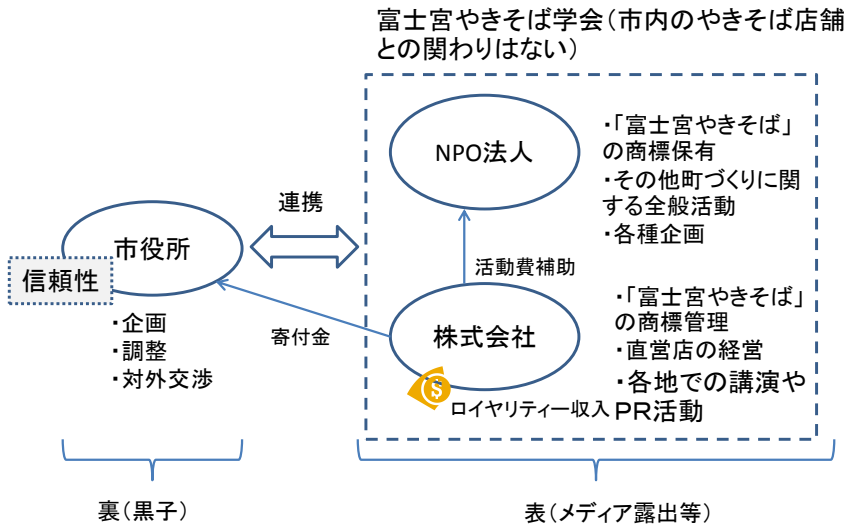 富士宮やきそば学会(市内のやきそば店舗
との関わりはない)
NPO法人
・「富士宮やきそば」
の商標保有
・その他町づくりに関
する全般活動
・各種企画
連携
市役所
信頼性
・企画
・調整
・対外交渉
活動費補助
寄付金
株式会社
$
ロイヤリティー収入
・「富士宮やきそば」
の商標管理
・直営店の経営
・各地での講演や
PR活動
裏(黒子)
表(メディア露出等)